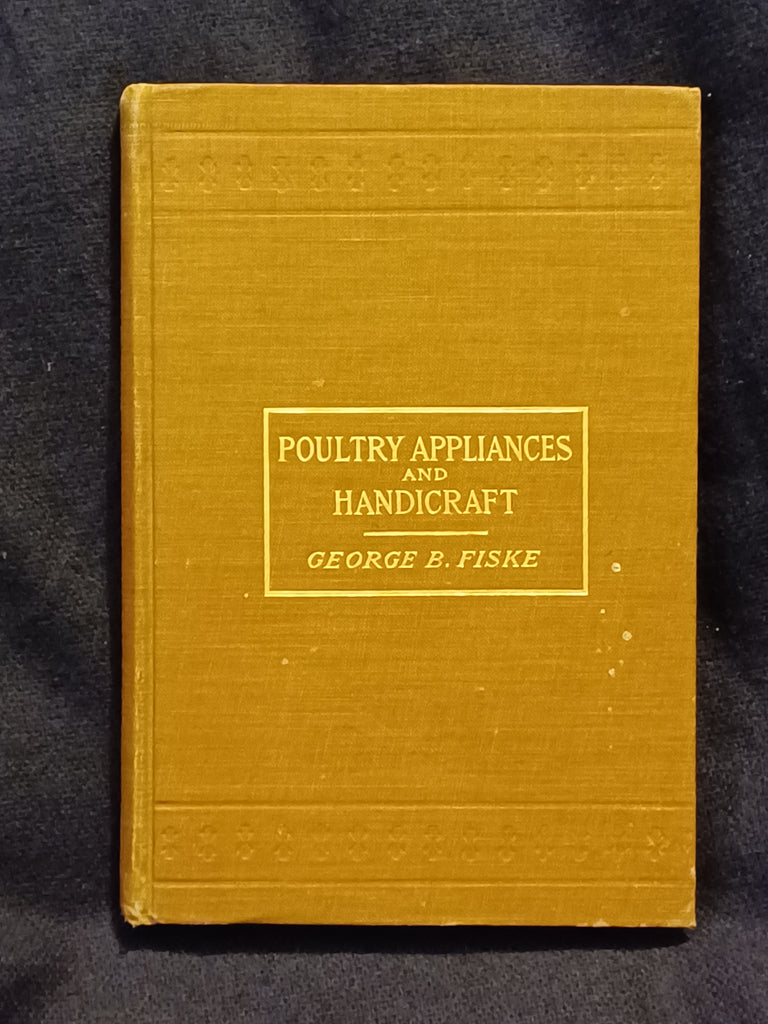 POULTRY APPLIANCES
AND
HANDICRAFT
GEORGE B. FISKE